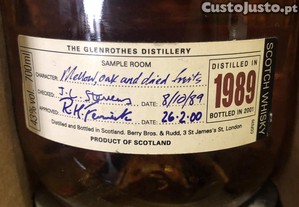 CustoJusto.pt
THE GLENROTHES DISTILLERY
SAMPLE ROOM
CHARACTER: Mellow, oak and dried fruits
CHECKED: J.L. Stevens DATE: 8/10/89
APPROVED: R.H. Fenwick DATE: 26.2.00
Distilled and Bottled in Scotland. Berry Bros. & Rudd, 3 St James's St, London
PRODUCT OF SCOTLAND
43% vol 700ml
DISTILLED IN
1989
BOTTLED IN 2001
SCOTCH WHISKY